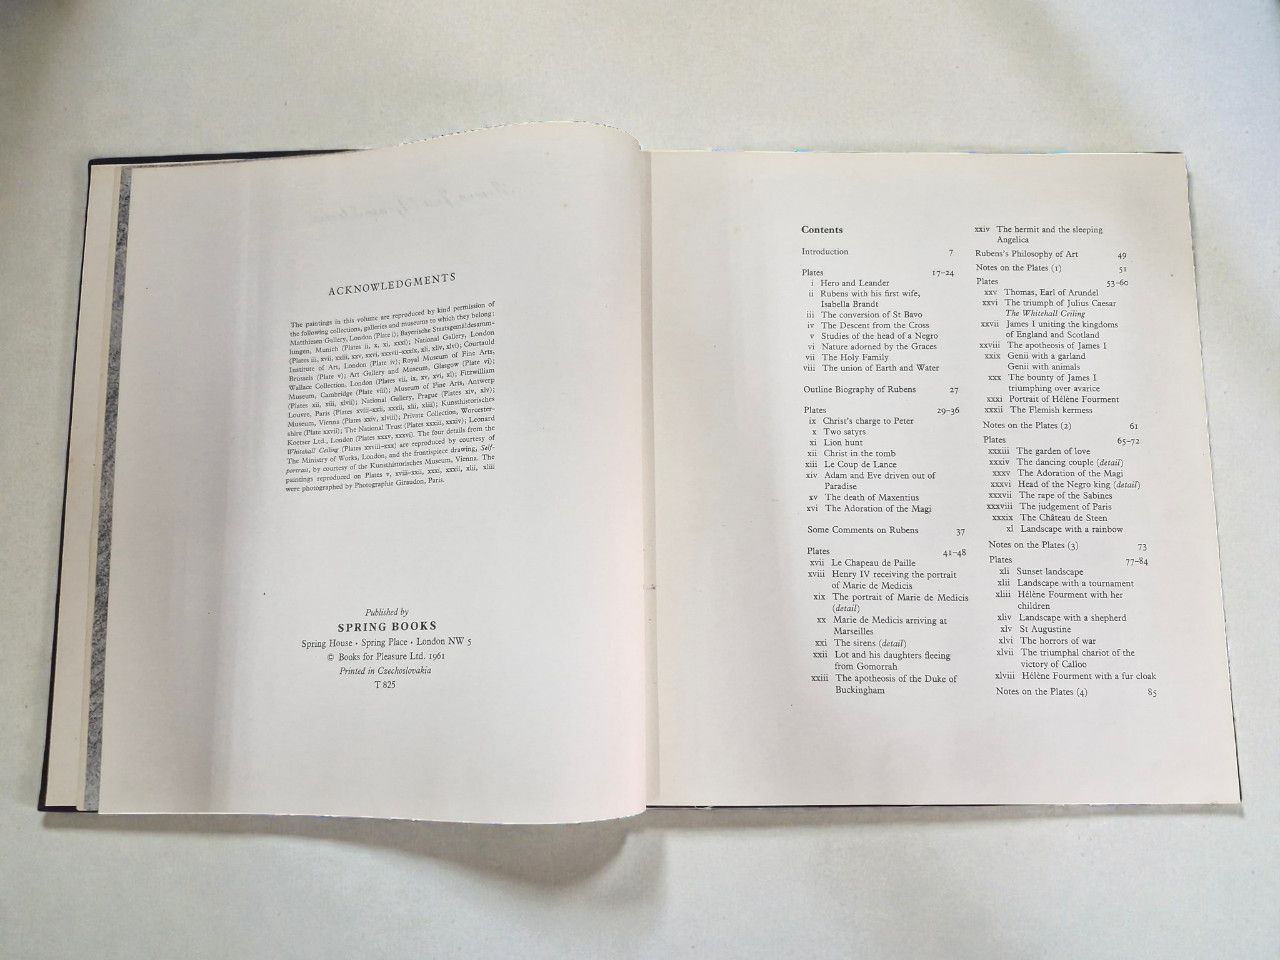 ACKNOWLEDGMENTS
The paintings in this volume are reproduced by kind permission of
the following collections, galleries and museums to which they belong:
Matthiesen Gallery, London (Plate i); Bayerische Staatsgemäldesamm-
lungen, Munich (Plates ii, x, xi, xxxi); National Gallery, London
(Plates iii, xvii, xxiii, xxv, xxvi, xxxvii–xxxix, xli, xliv, xlv); Courtauld
Institute of Art, London (Plate iv); Royal Museum of Fine Arts,
Brussels (Plate v); Art Gallery and Museum, Glasgow (Plate vi);
Wallace Collection, London (Plates vii, ix, xv, xvi, xl); Fitzwilliam
Museum, Cambridge (Plate viii); Museum of Fine Arts, Antwerp
(Plates xii, xiii, xlvii); National Gallery, Prague (Plates xiv, xlv);
Louvre, Paris (Plates xviii–xxii, xxxii, xlii, xliii); Kunsthistorisches
Museum, Vienna (Plates xxiv, xlviii); Private Collection, Worcester-
shire (Plate xxvii); The National Trust (Plates xxxiii, xxxiv); Leonard
Koetser Ltd., London (Plates xxxv, xxxvi). The four details from the
Whitehall Ceiling (Plates xxviii–xxx) are reproduced by courtesy of
The Ministry of Works, London, and the frontispiece drawing, Self-
portrait, by courtesy of the Kunsthistorisches Museum, Vienna. The
paintings reproduced on Plates v, xviii–xxii, xxxi, xxxii, xlii, xliii
were photographed by Photographie Giraudon, Paris.
Published by
SPRING BOOKS
Spring House · Spring Place · London NW 5
© Books for Pleasure Ltd. 1961
Printed in Czechoslovakia
T 825
Contents
Introduction 7
Plates 17–24
i Hero and Leander
ii Rubens with his first wife,
Isabella Brandt
iii The conversion of St Bavo
iv The Descent from the Cross
v Studies of the head of a Negro
vi Nature adorned by the Graces
vii The Holy Family
viii The union of Earth and Water
Outline Biography of Rubens 27
Plates 29–36
ix Christ's charge to Peter
x Two satyrs
xi Lion hunt
xii Christ in the tomb
xiii Le Coup de Lance
xiv Adam and Eve driven out of
Paradise
xv The death of Maxentius
xvi The Adoration of the Magi
Some Comments on Rubens 37
Plates 41–48
xvii Le Chapeau de Paille
xviii Henry IV receiving the portrait
of Marie de Medicis
xix The portrait of Marie de Medicis
(detail)
xx Marie de Medicis arriving at
Marseilles
xxi The sirens (detail)
xxii Lot and his daughters fleeing
from Gomorrah
xxiii The apotheosis of the Duke of
Buckingham
xxiv The hermit and the sleeping
Angelica
Rubens's Philosophy of Art 49
Notes on the Plates (1) 51
Plates 53–60
xxv Thomas, Earl of Arundel
xxvi The triumph of Julius Caesar
The Whitehall Ceiling
xxvii James I uniting the kingdoms
of England and Scotland
xxviii The apotheosis of James I
xxix Genii with a garland
Genii with animals
xxx The bounty of James I
triumphing over avarice
xxxi Portrait of Hélène Fourment
xxxii The Flemish kermess
Notes on the Plates (2) 61
Plates 65–72
xxxiii The garden of love
xxxiv The dancing couple (detail)
xxxv The Adoration of the Magi
xxxvi Head of the Negro king (detail)
xxxvii The rape of the Sabines
xxxviii The judgement of Paris
xxxix The Château de Steen
xl Landscape with a rainbow
Notes on the Plates (3) 73
Plates 77–84
xli Sunset landscape
xlii Landscape with a tournament
xliii Hélène Fourment with her
children
xliv Landscape with a shepherd
xlv St Augustine
xlvi The horrors of war
xlvii The triumphal chariot of the
victory of Calloo
xlviii Hélène Fourment with a fur cloak
Notes on the Plates (4) 85